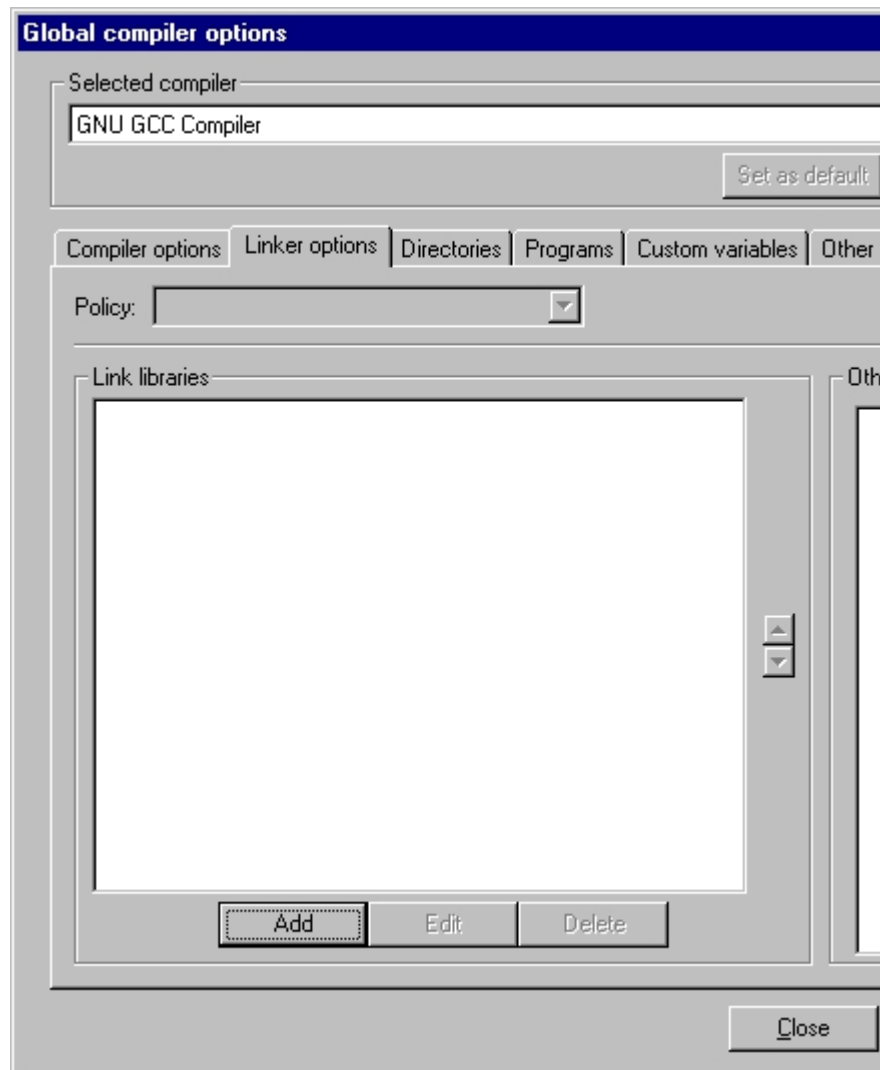 Global compiler options
Selected compiler
GNU GCC Compiler
Set as default
Compiler options Linker options Directories Programs Custom variables Other
Policy:
Link libraries
Oth
Add Edit Delete
Close